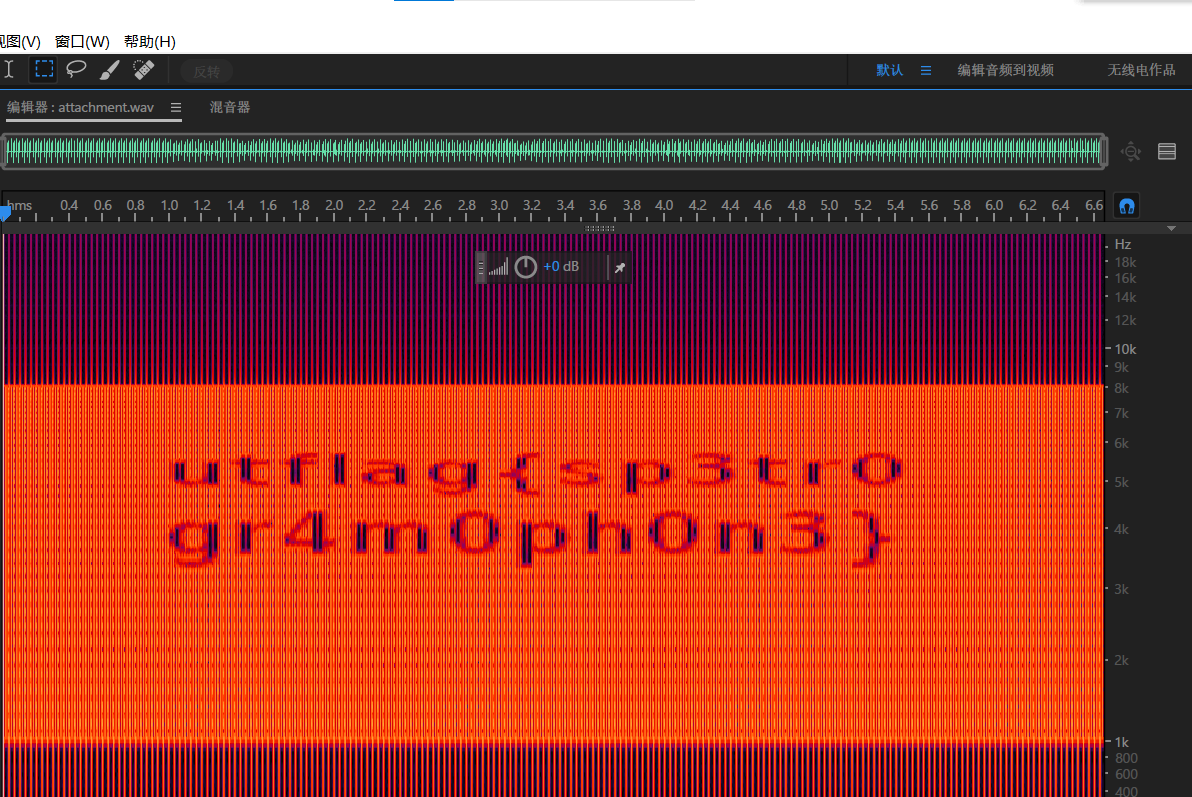 视图(V) 窗口(W) 帮助(H)
反转
默认 编辑音频到视频 无线电作品
编辑器 : attachment.wav 混音器
hms 0.4 0.6 0.8 1.0 1.2 1.4 1.6 1.8 2.0 2.2 2.4 2.6 2.8 3.0 3.2 3.4 3.6 3.8 4.0 4.2 4.4 4.6 4.8 5.0 5.2 5.4 5.6 5.8 6.0 6.2 6.4 6.6
Hz
+0 dB
18k
16k
14k
12k
10k
9k
8k
7k
6k
utflag{sp3tr0
5k
gr4m0ph0n3}
4k
3k
2k
1k
800
600
400